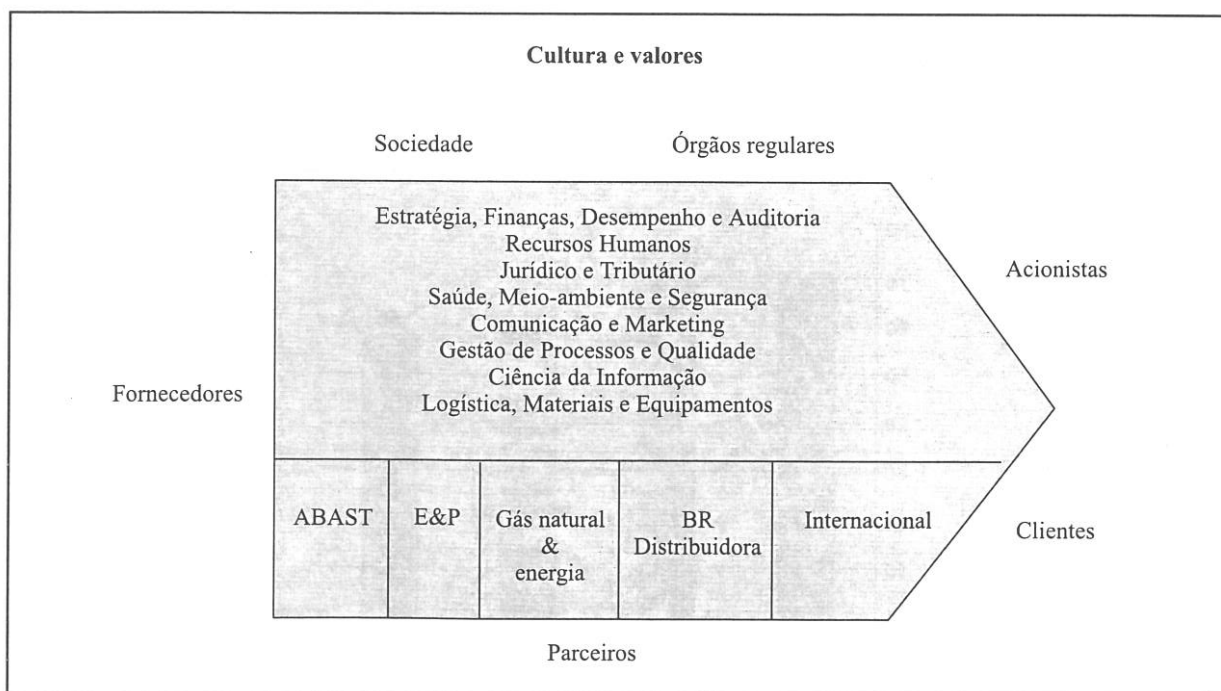 Cultura e valores
Sociedade
Órgãos regulares
Estratégia, Finanças, Desempenho e Auditoria
Recursos Humanos
Jurídico e Tributário
Saúde, Meio-ambiente e Segurança
Comunicação e Marketing
Gestão de Processos e Qualidade
Ciência da Informação
Logística, Materiais e Equipamentos
Acionistas
Fornecedores
ABAST
E&P
Gás natural
&
energia
BR
Distribuidora
Internacional
Clientes
Parceiros